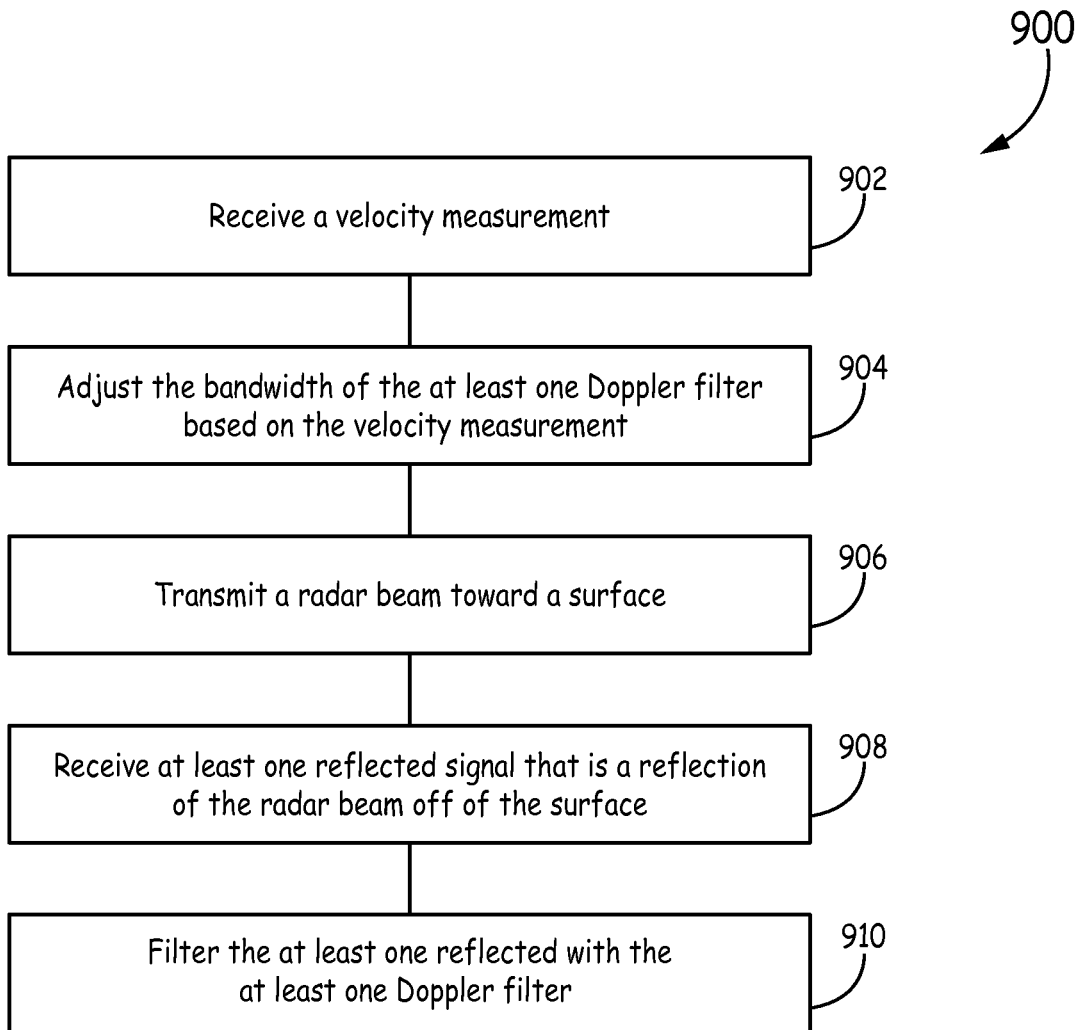 900
902
Receive a velocity measurement
904
Adjust the bandwidth of the at least one Doppler filter
based on the velocity measurement
906
Transmit a radar beam toward a surface
908
Receive at least one reflected signal that is a reflection
of the radar beam off of the surface
910
Filter the at least one reflected with the
at least one Doppler filter